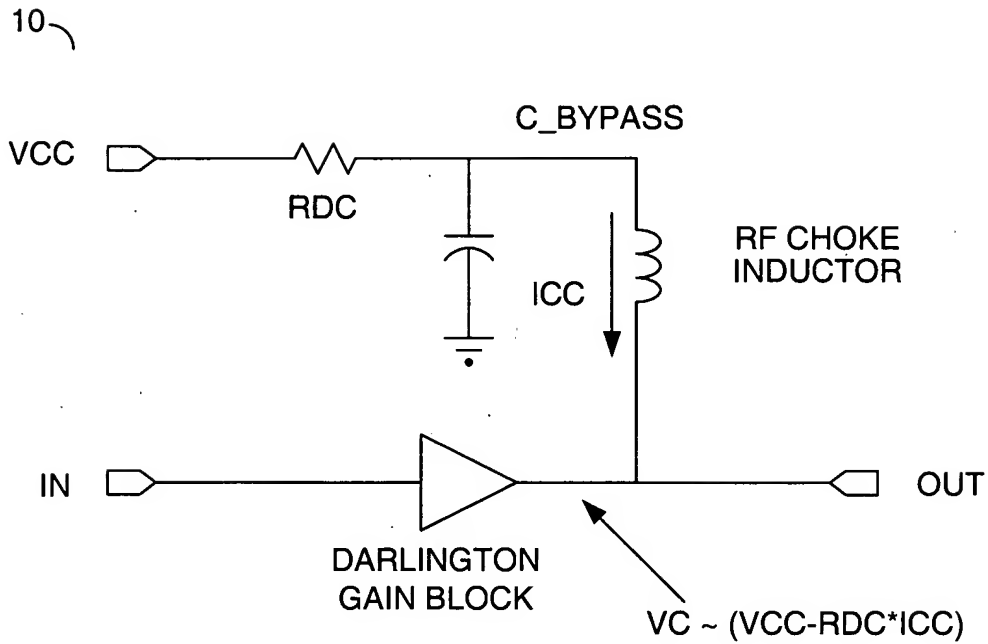 10
C_BYPASS
VCC
RDC
RF CHOKE
INDUCTOR
ICC
IN
OUT
DARLINGTON
GAIN BLOCK
VC ~ (VCC-RDC*ICC)